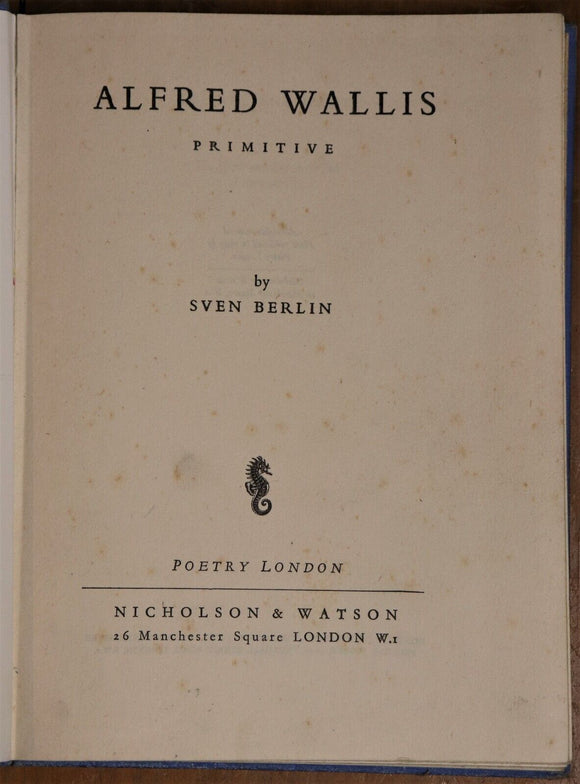 ALFRED WALLIS
PRIMITIVE
by
SVEN BERLIN
POETRY LONDON
NICHOLSON & WATSON
26 Manchester Square LONDON W.1